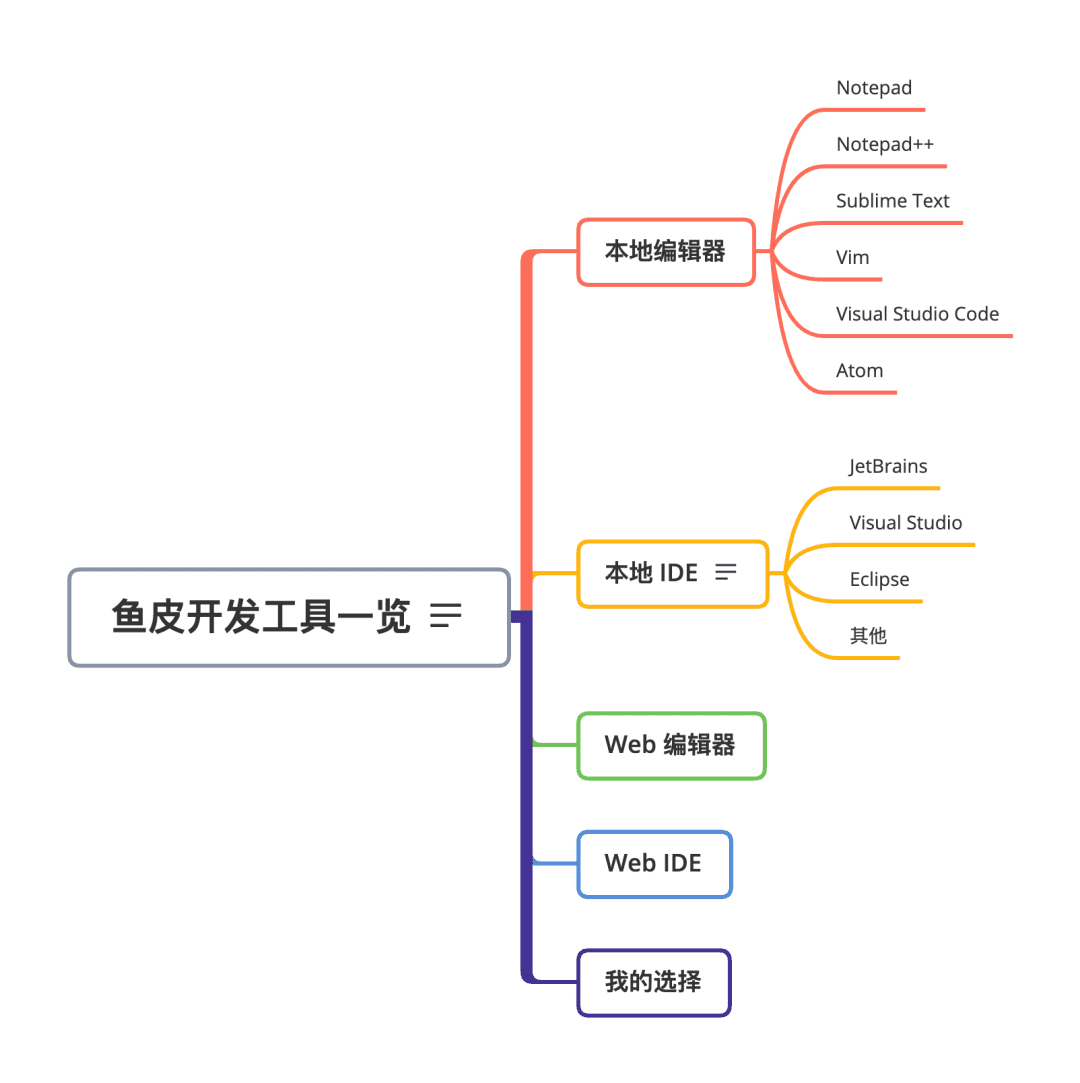 鱼皮开发工具一览
本地编辑器
Notepad
Notepad++
Sublime Text
Vim
Visual Studio Code
Atom
本地 IDE
JetBrains
Visual Studio
Eclipse
其他
Web 编辑器
Web IDE
我的选择